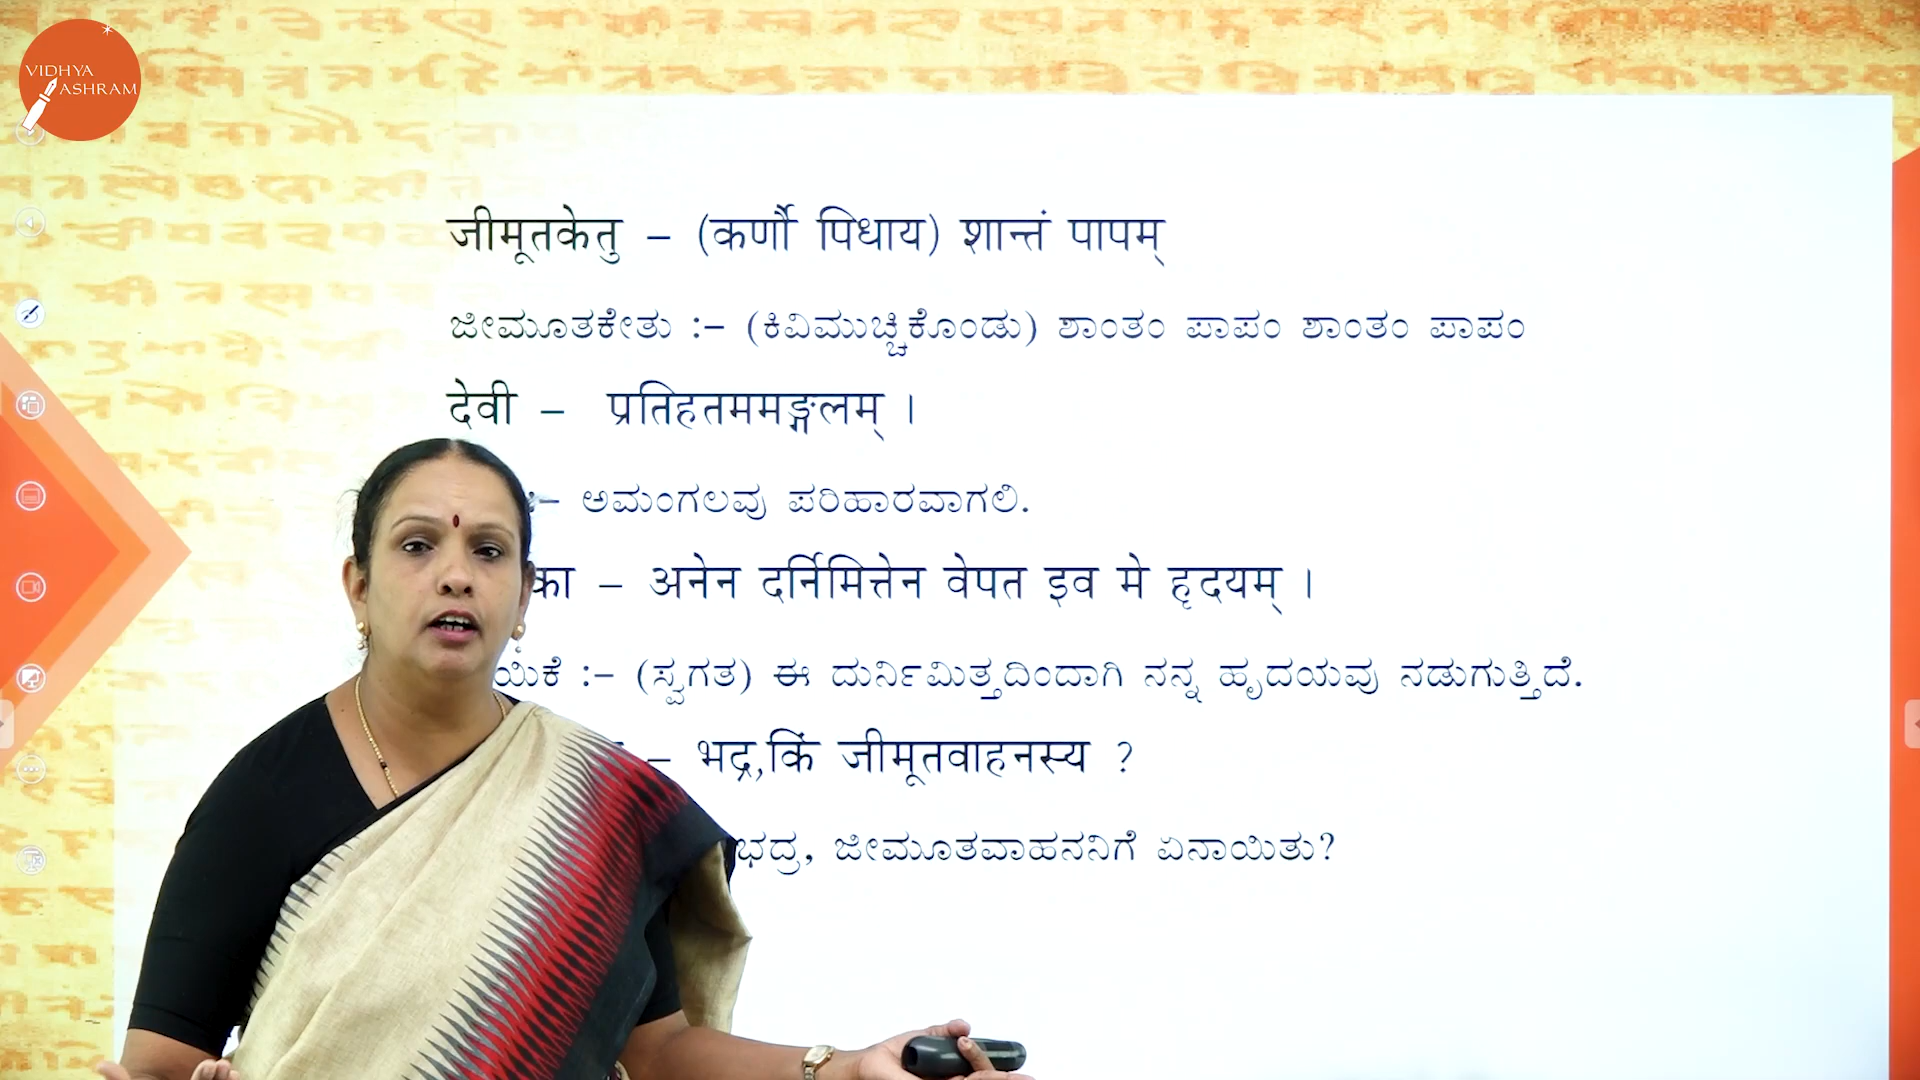 VIDHYA
ASHRAM
जीमूतकेतु – (कर्णौ पिधाय) शान्तं पापम्
ಜೀಮೂತಕೇತು :– (ಕಿವಿಮುಚ್ಚಿಕೊಂಡು) ಶಾಂತಂ ಪಾಪಂ ಶಾಂತಂ ಪಾಪಂ
देवी – प्रतिहतममङ्गलम् ।
:– ಅಮಂಗಲವು ಪರಿಹಾರವಾಗಲಿ.
का – अनेन दर्निमित्तेन वेपत इव मे हृदयम् ।
ಯಿಕೆ :– (ಸ್ವಗತ) ಈ ದುರ್ನಿಮಿತ್ತದಿಂದಾಗಿ ನನ್ನ ಹೃದಯವು ನಡುಗುತ್ತಿದೆ.
– भद्र,किं जीमूतवाहनस्य ?
ಭದ್ರ, ಜೀಮೂತವಾಹನನಿಗೆ ಏನಾಯಿತು?